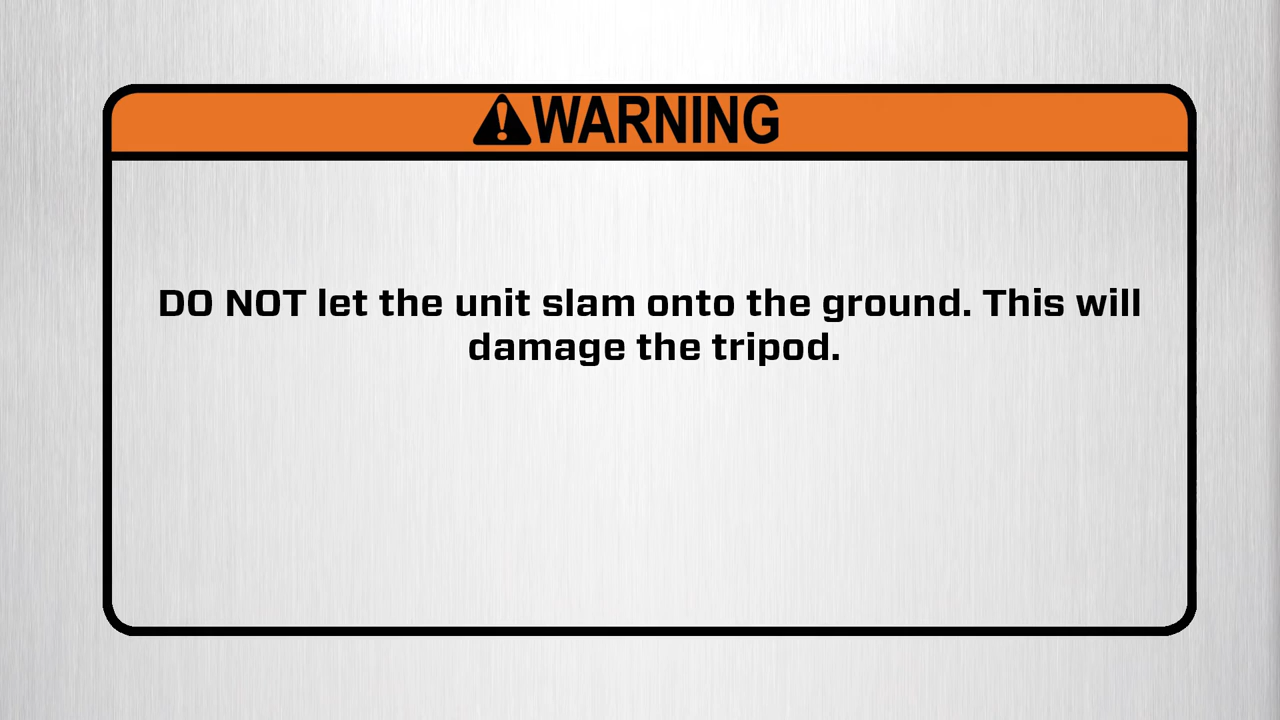 WARNING
DO NOT let the unit slam onto the ground. This will
damage the tripod.